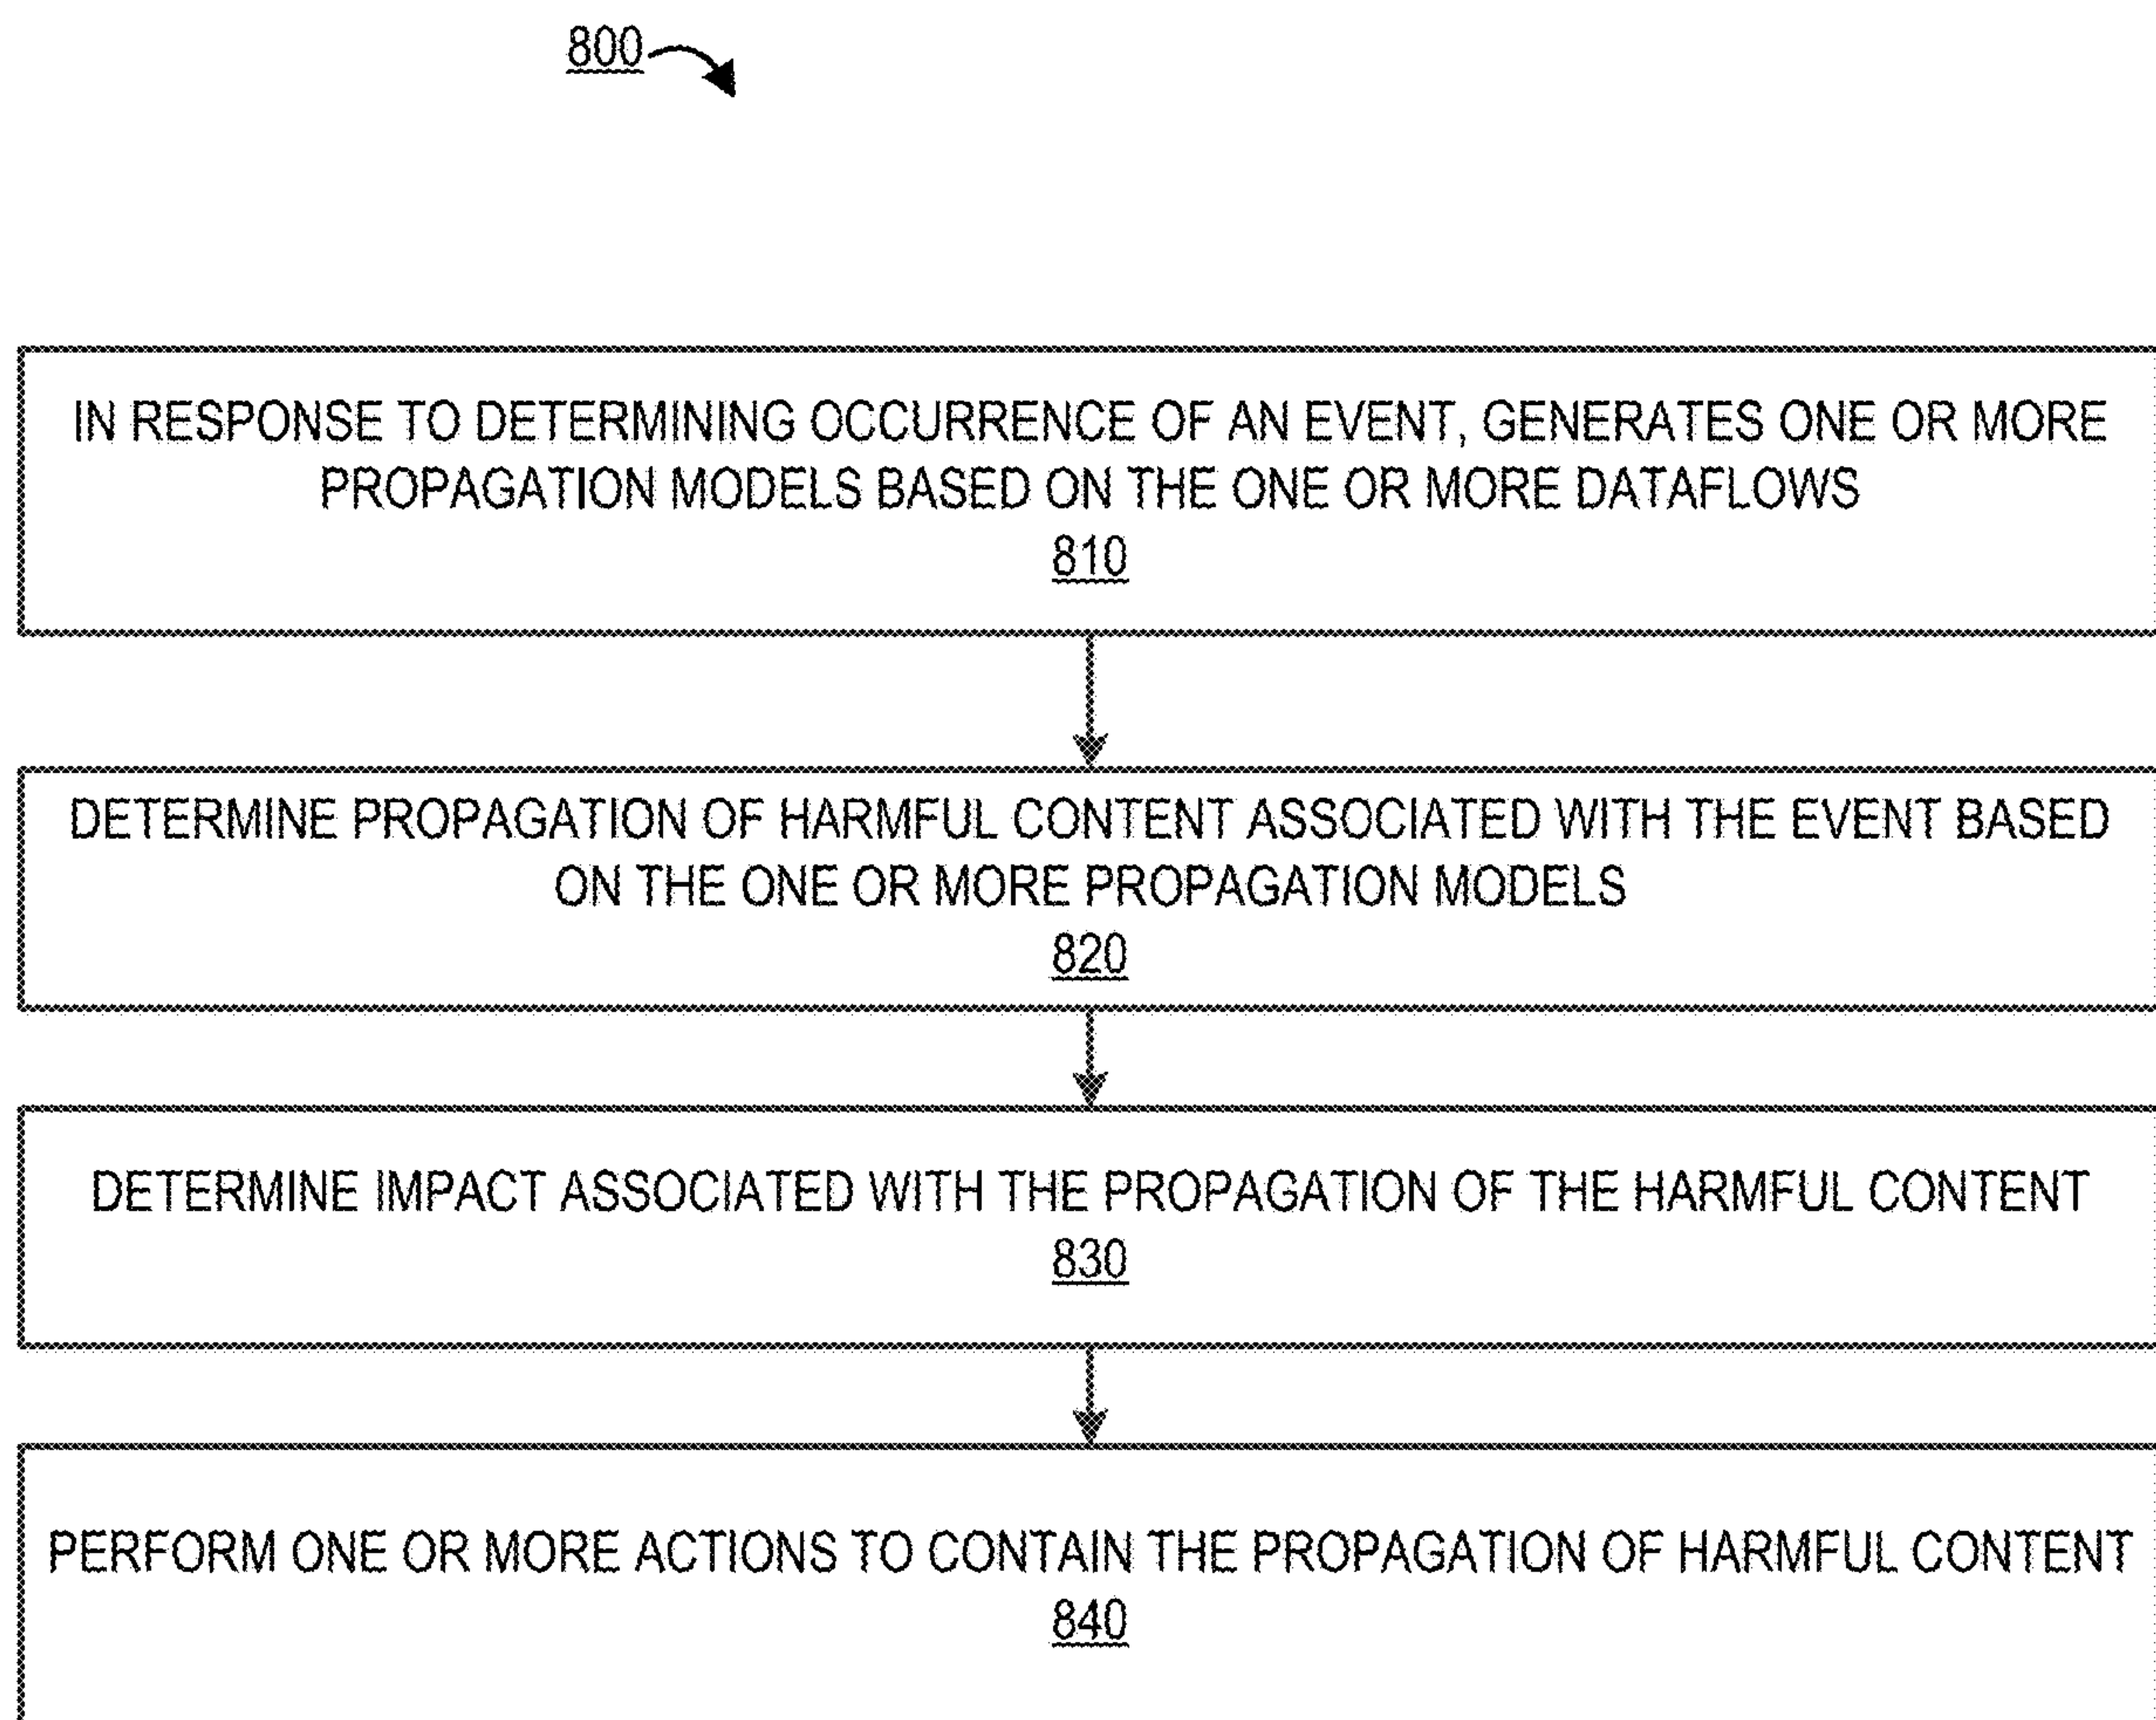 800
IN RESPONSE TO DETERMINING OCCURRENCE OF AN EVENT, GENERATES ONE OR MORE
PROPAGATION MODELS BASED ON THE ONE OR MORE DATAFLOWS
810
DETERMINE PROPAGATION OF HARMFUL CONTENT ASSOCIATED WITH THE EVENT BASED
ON THE ONE OR MORE PROPAGATION MODELS
820
DETERMINE IMPACT ASSOCIATED WITH THE PROPAGATION OF THE HARMFUL CONTENT
830
PERFORM ONE OR MORE ACTIONS TO CONTAIN THE PROPAGATION OF HARMFUL CONTENT
840